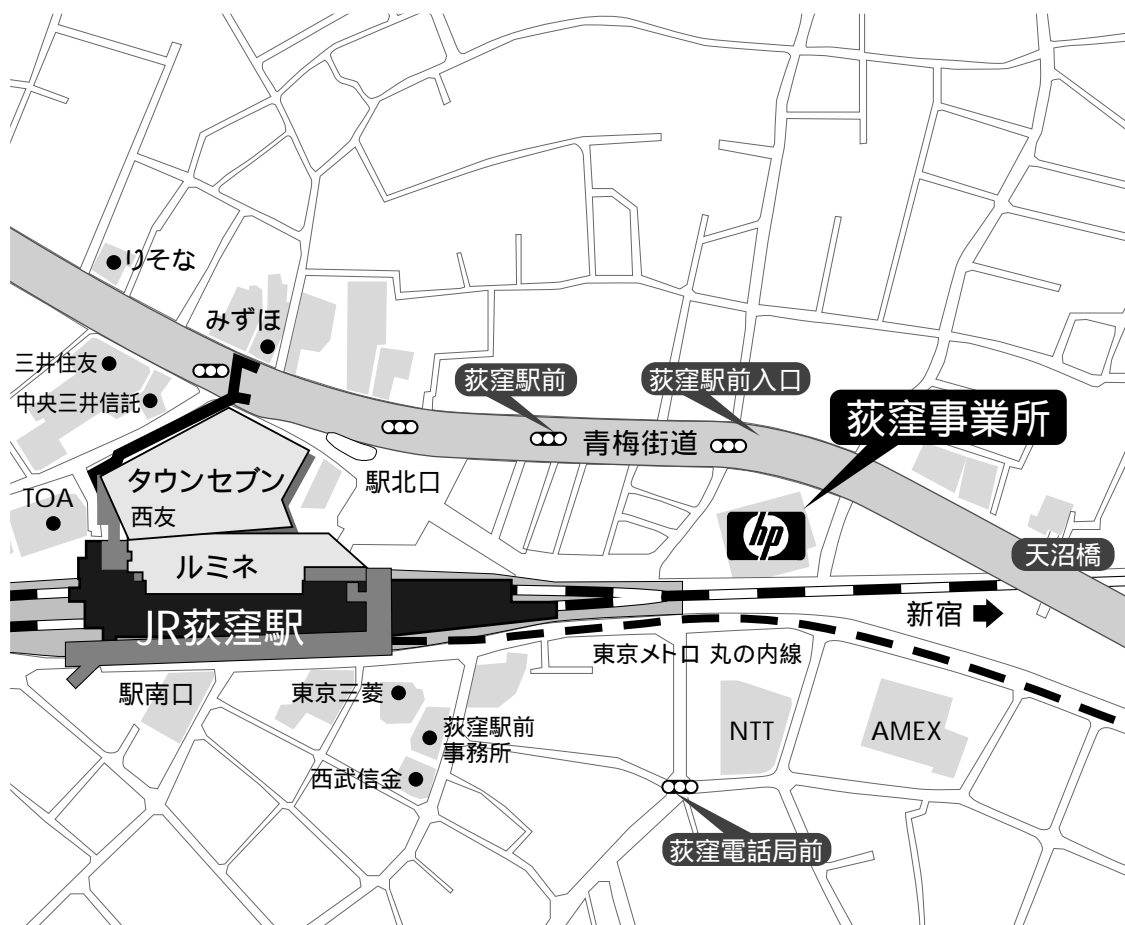 りそな
みずほ
三井住友
中央三井信託
荻窪駅前
荻窪駅前入口
荻窪事業所
青梅街道
タウンセブン
西友
駅北口
TOA
hp
天沼橋
ルミネ
JR荻窪駅
新宿
東京メトロ 丸の内線
駅南口
東京三菱
荻窪駅前
事務所
西武信金
NTT
AMEX
荻窪電話局前